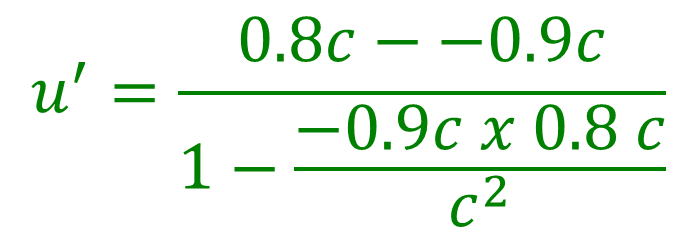 u′ = 0.8c − −0.9c
1 − −0.9c x 0.8 c
c²